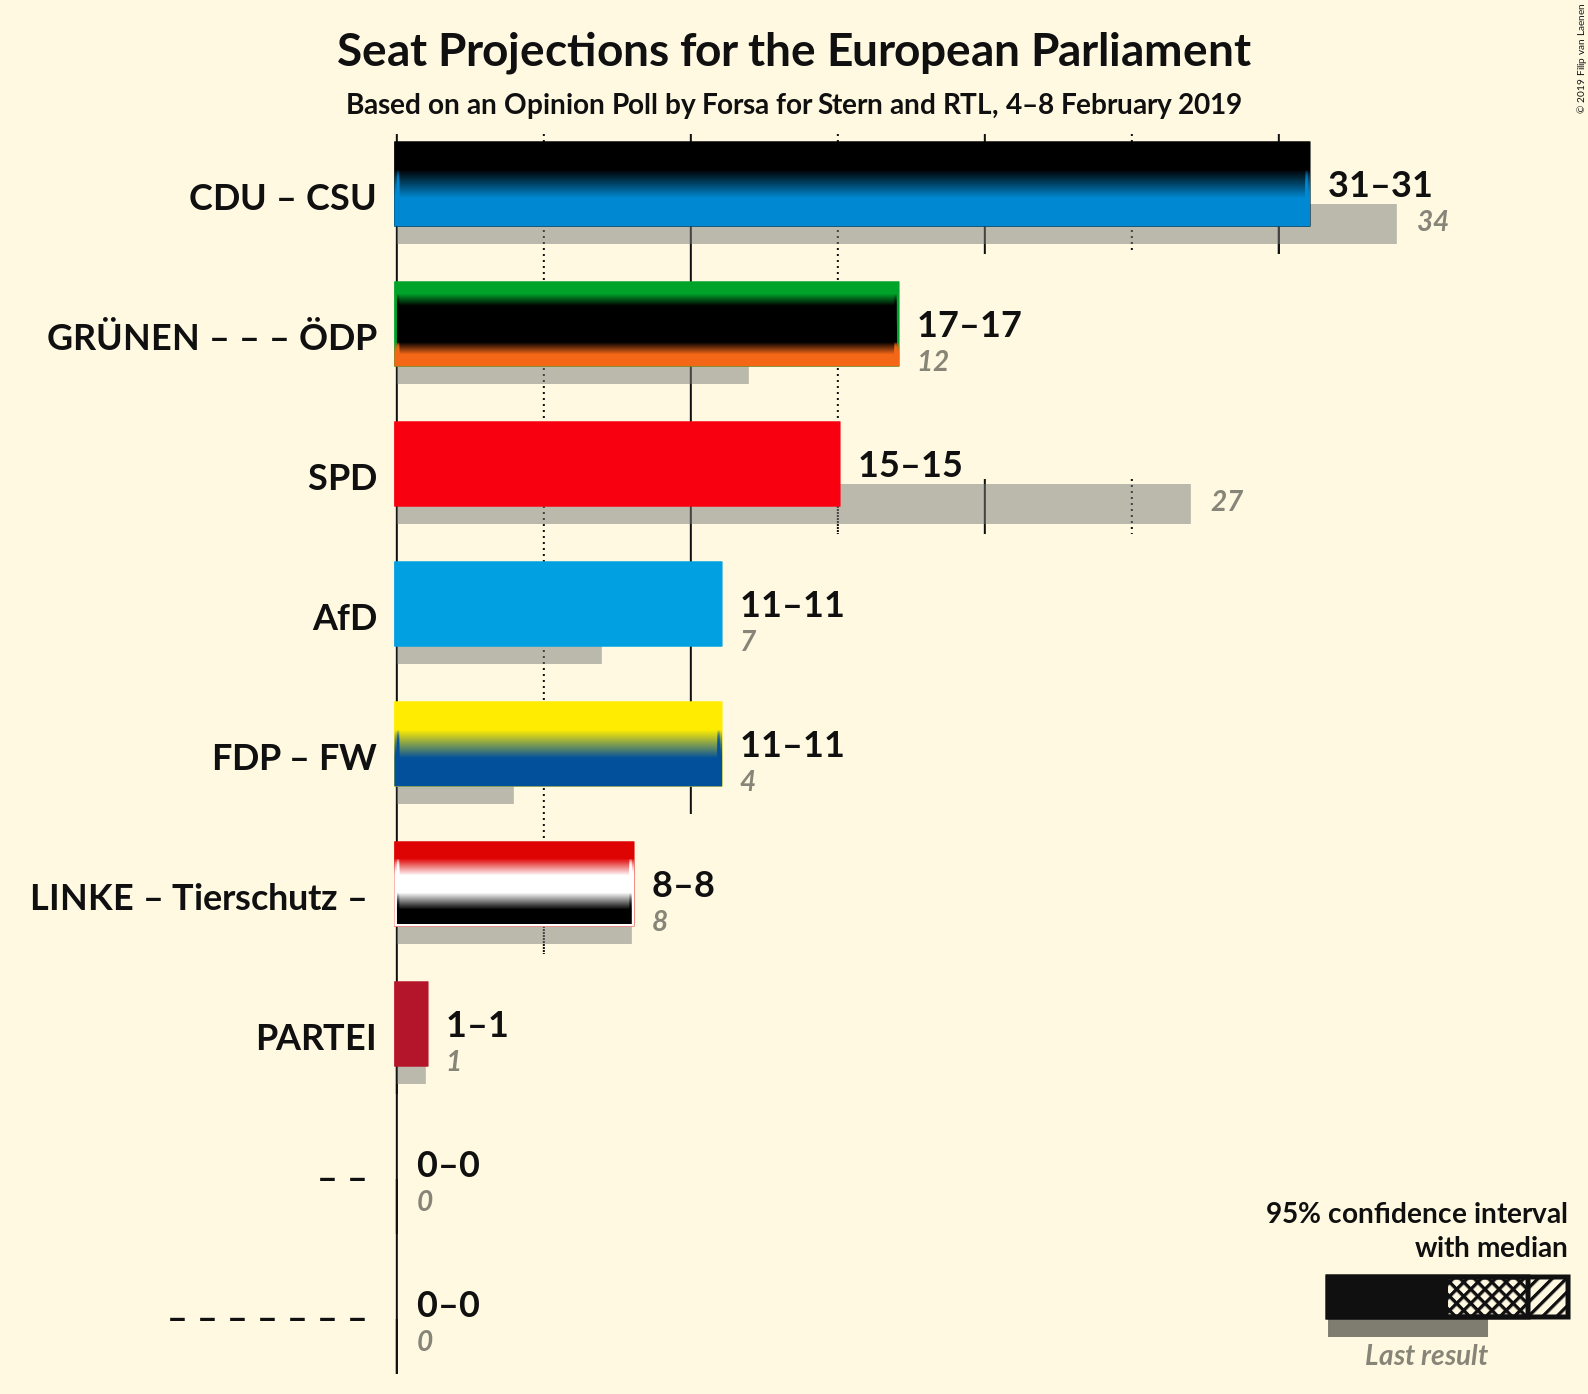 Seat Projections for the European Parliament
Based on an Opinion Poll by Forsa for Stern and RTL, 4–8 February 2019
© 2019 Filip van Laenen
CDU – CSU
31–31
34
GRÜNEN – – – ÖDP
17–17
12
SPD
15–15
27
AfD
11–11
7
FDP – FW
11–11
4
LINKE – Tierschutz –
8–8
8
PARTEI
1–1
1
– –
0–0
0
– – – – – – –
0–0
0
95% confidence interval
with median
Last result